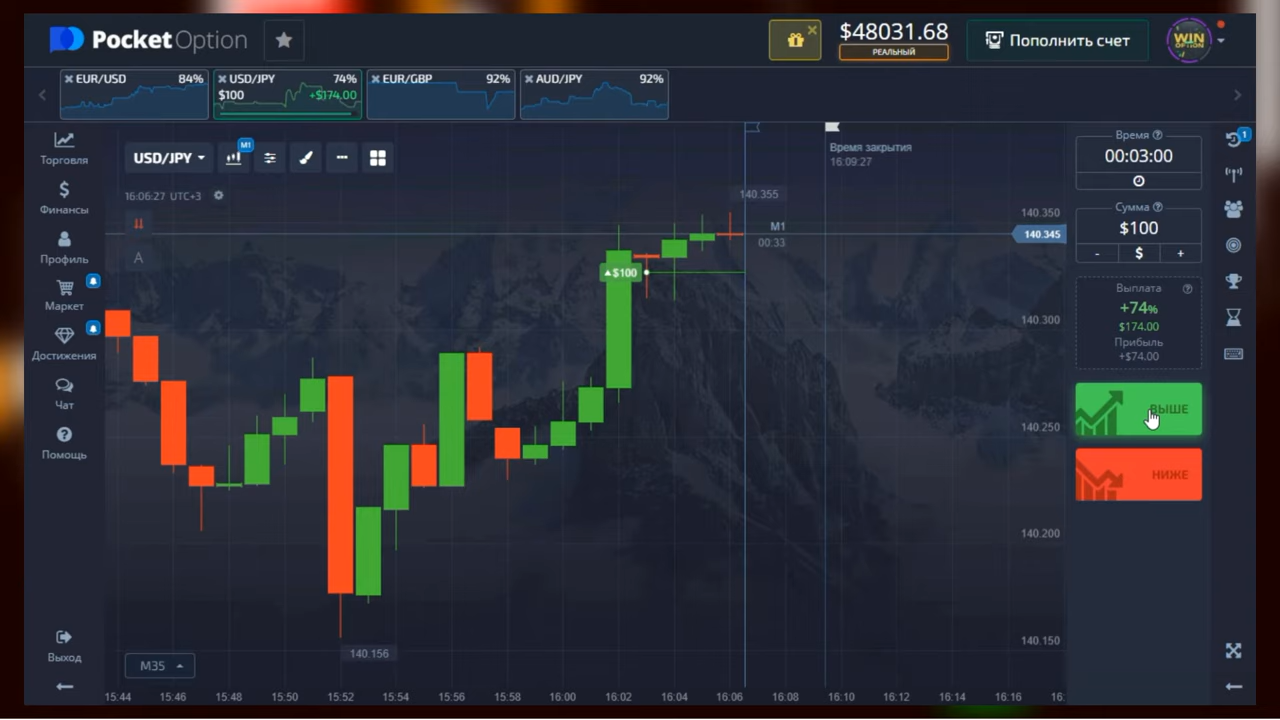 PocketOption
$48031.68
РЕАЛЬНЫЙ
Пополнить счет
WIN
OPTION
EUR/USD 84%
USD/JPY 74%
$100 +$174.00
EUR/GBP 92%
AUD/JPY 92%
Торговля
Финансы
Профиль
Маркет
Достижения
Чат
Помощь
Выход
USD/JPY
M1
16:06:27 UTC+3
A
Время закрытия
16:09:27
140.355
M1
00:33
$100
140.156
140.350
140.345
140.300
140.250
140.200
140.150
M35
15:44 15:46 15:48 15:50 15:52 15:54 15:56 15:58 16:00 16:02 16:04 16:06 16:08 16:10 16:12 16:14 16:16 16:
Время
00:03:00
Сумма
$100
- $ +
Выплата
+74%
$174.00
Прибыль
+$74.00
ВЫШЕ
НИЖЕ
1